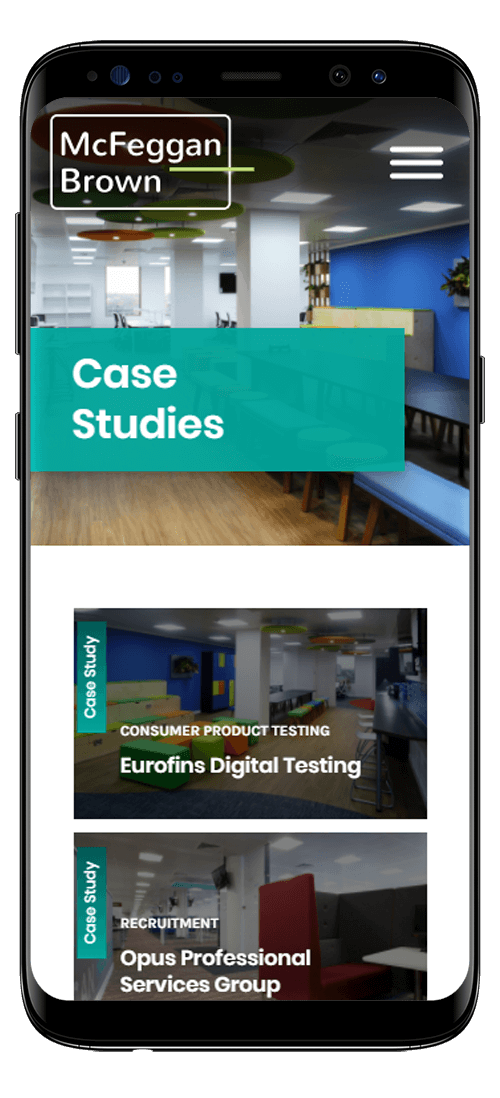 McFeggan
Brown
Case
Studies
Case Study
CONSUMER PRODUCT TESTING
Eurofins Digital Testing
Case Study
RECRUITMENT
Opus Professional
Services Group